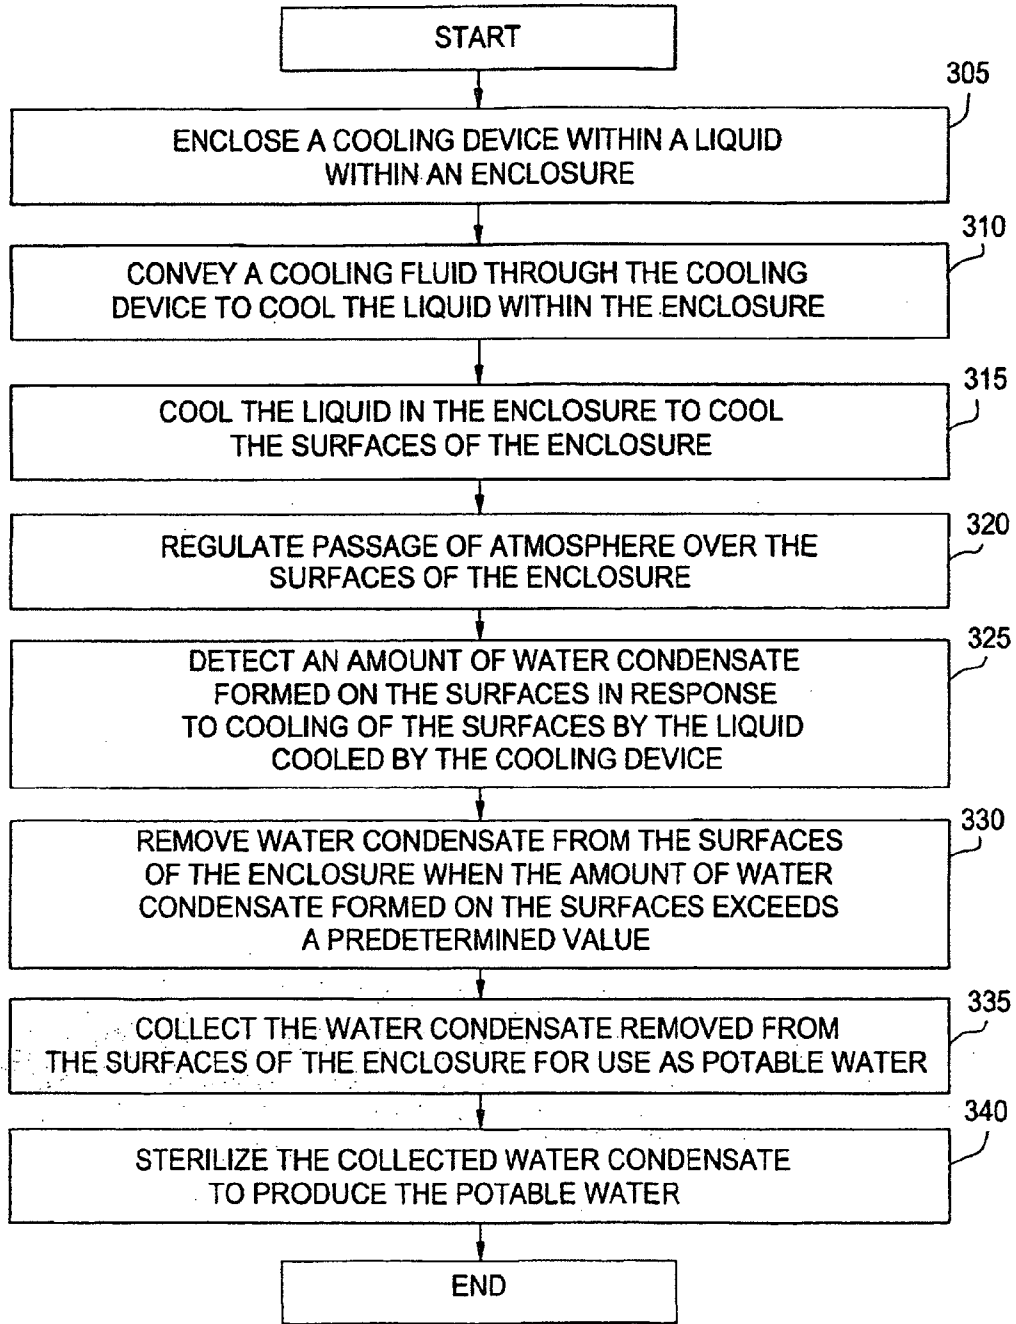 START
305
ENCLOSE A COOLING DEVICE WITHIN A LIQUID
WITHIN AN ENCLOSURE
310
CONVEY A COOLING FLUID THROUGH THE COOLING
DEVICE TO COOL THE LIQUID WITHIN THE ENCLOSURE
315
COOL THE LIQUID IN THE ENCLOSURE TO COOL
THE SURFACES OF THE ENCLOSURE
320
REGULATE PASSAGE OF ATMOSPHERE OVER THE
SURFACES OF THE ENCLOSURE
325
DETECT AN AMOUNT OF WATER CONDENSATE
FORMED ON THE SURFACES IN RESPONSE
TO COOLING OF THE SURFACES BY THE LIQUID
COOLED BY THE COOLING DEVICE
330
REMOVE WATER CONDENSATE FROM THE SURFACES
OF THE ENCLOSURE WHEN THE AMOUNT OF WATER
CONDENSATE FORMED ON THE SURFACES EXCEEDS
A PREDETERMINED VALUE
335
COLLECT THE WATER CONDENSATE REMOVED FROM
THE SURFACES OF THE ENCLOSURE FOR USE AS POTABLE WATER
340
STERILIZE THE COLLECTED WATER CONDENSATE
TO PRODUCE THE POTABLE WATER
END